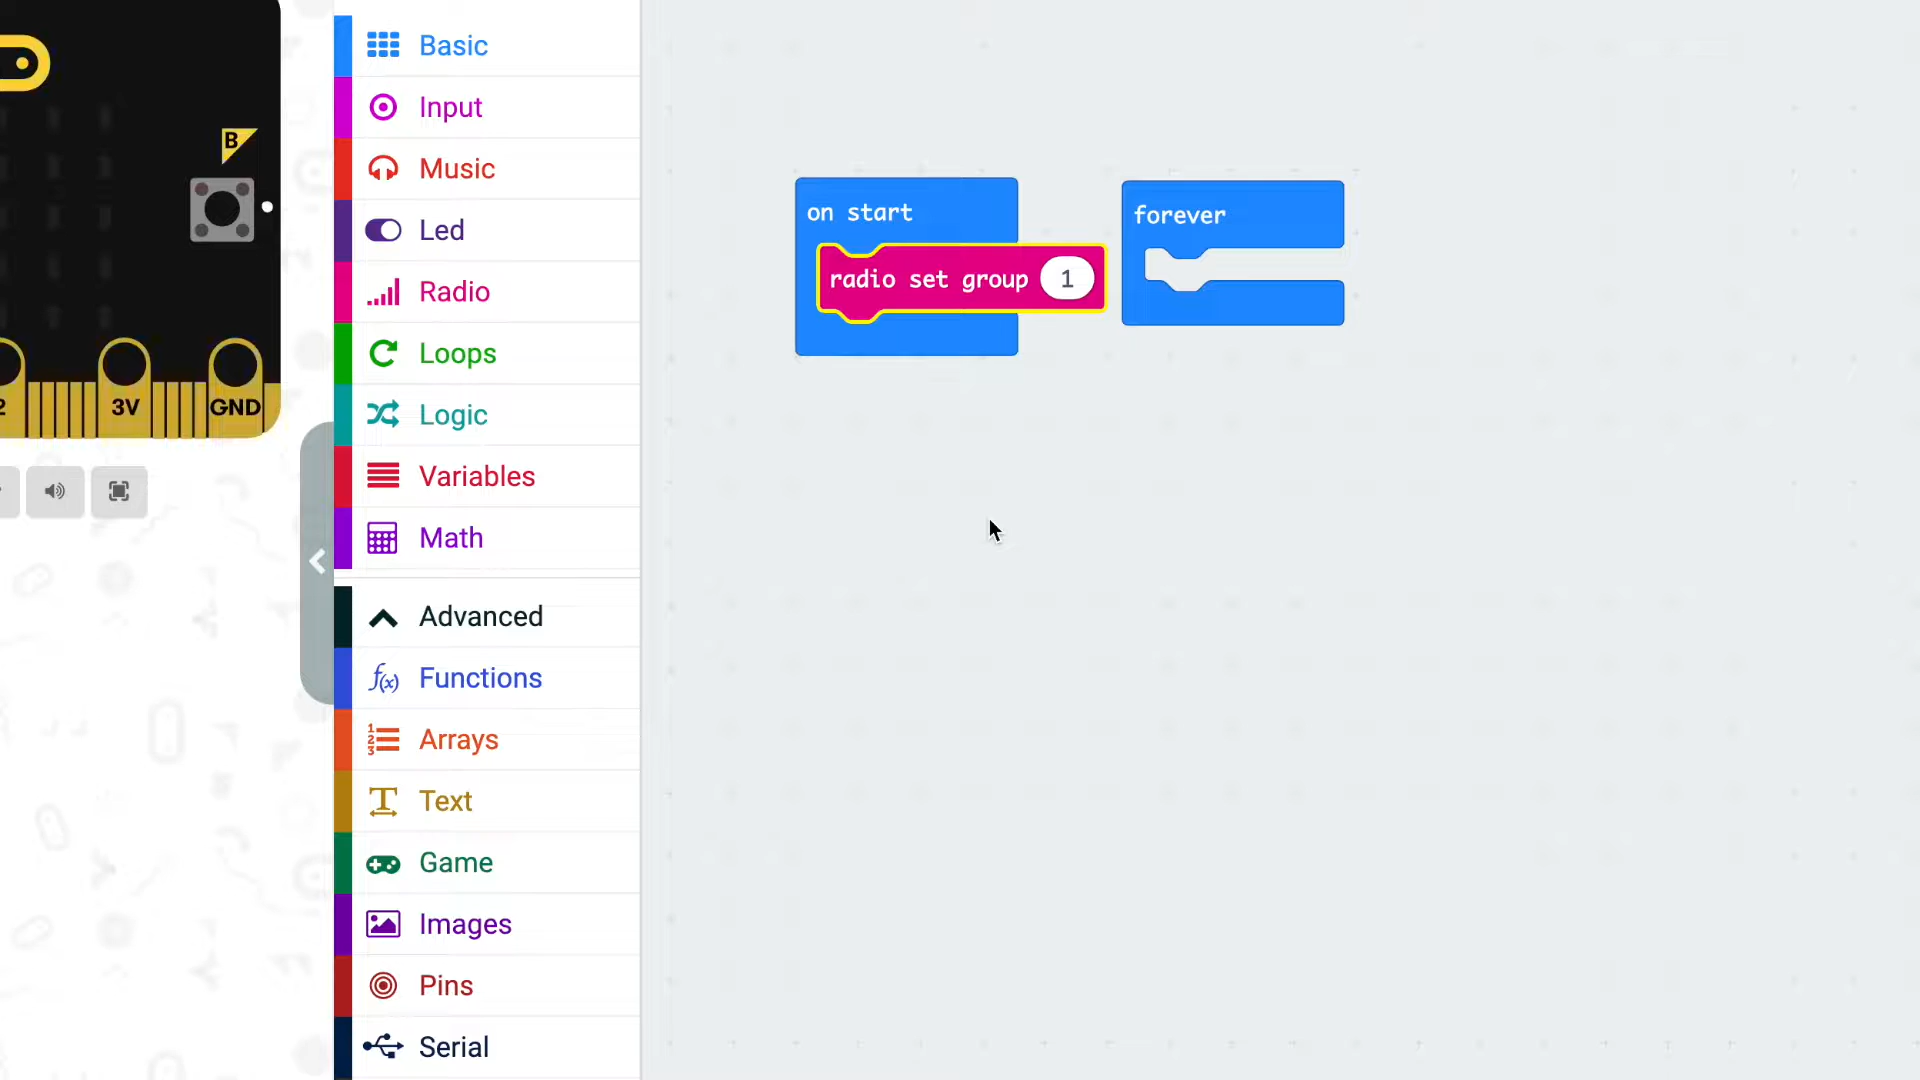 B
2
3V
GND
Basic
Input
Music
Led
Radio
Loops
Logic
Variables
Math
Advanced
Functions
Arrays
Text
Game
Images
Pins
Serial
on start
radio set group 1
forever